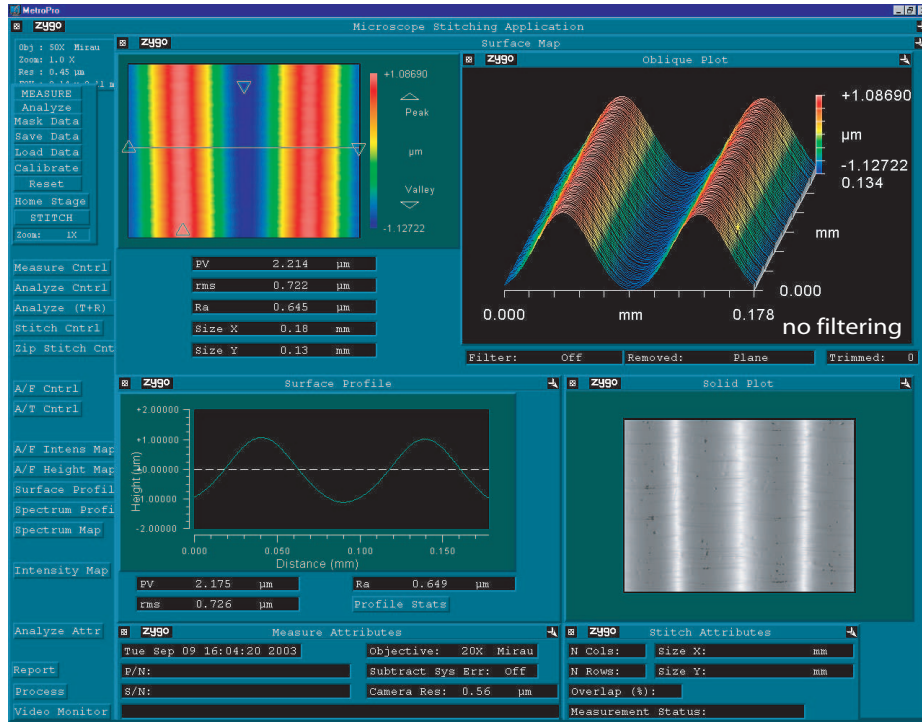 MetroPro
zygo Microscope Stitching Application
Obj : 50X Mirau
Zoom: 1.0 X
Res : 0.45 µm
MEASURE
Analyze
Mask Data
Save Data
Load Data
Calibrate
Reset
Home Stage
STITCH
Zoom: 1X
Measure Cntrl
Analyze Cntrl
Analyze (T+R)
Stitch Cntrl
Zip Stitch Cnt
A/F Cntrl
A/T Cntrl
A/F Intens Map
A/F Height Map
Surface Profil
Spectrum Profi
Spectrum Map
Intensity Map
Analyze Attr
Report
Process
Video Monitor
zygo Surface Map
+1.08690
Peak
µm
Valley
-1.12722
PV 2.214 µm
rms 0.722 µm
Ra 0.645 µm
Size X 0.18 mm
Size Y 0.13 mm
zygo Oblique Plot
+1.08690
µm
-1.12722
0.134
mm
0.000
0.000 mm 0.178
no filtering
Filter: Off Removed: Plane Trimmed: 0
zygo Surface Profile
+2.00000
+1.00000
+0.00000
-1.00000
-2.00000
Height (µm)
0.000 0.050 0.100 0.150
Distance (mm)
PV 2.175 µm Ra 0.649 µm
rms 0.726 µm Profile Stats
zygo Solid Plot
zygo Measure Attributes
Tue Sep 09 16:04:20 2003 Objective: 20X Mirau
P/N: Subtract Sys Err: Off
S/N: Camera Res: 0.56 µm
zygo Stitch Attributes
N Cols: Size X: mm
N Rows: Size Y: mm
Overlap (%):
Measurement Status: